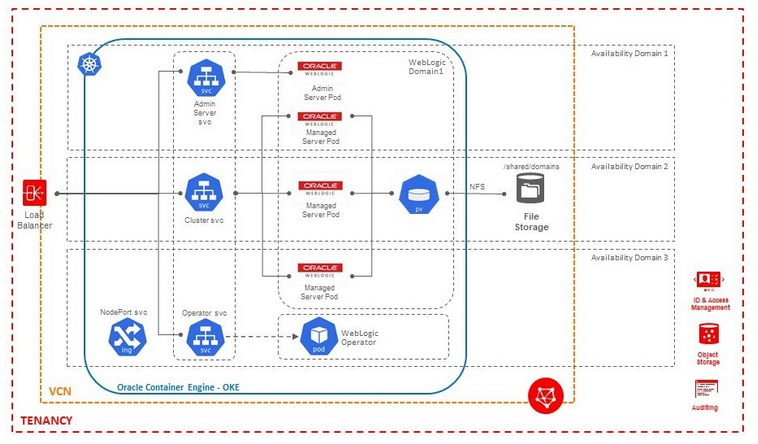 Availability Domain 1
WebLogic
Domain1
ORACLE
WEBLOGIC
svc
Admin
Server
svc
Admin
Server Pod
ORACLE
WEBLOGIC
Managed
Server Pod
Availability Domain 2
/shared/domains
ORACLE
WEBLOGIC
NFS
svc
Managed
Server Pod
pv
Load
Balancer
Cluster svc
File
Storage
Availability Domain 3
ORACLE
WEBLOGIC
Managed
Server Pod
ID & Access
Management
NodePort svc
Operator svc
WebLogic
Operator
ing
svc
pod
Object
Storage
VCN
Oracle Container Engine - OKE
Auditing
TENANCY